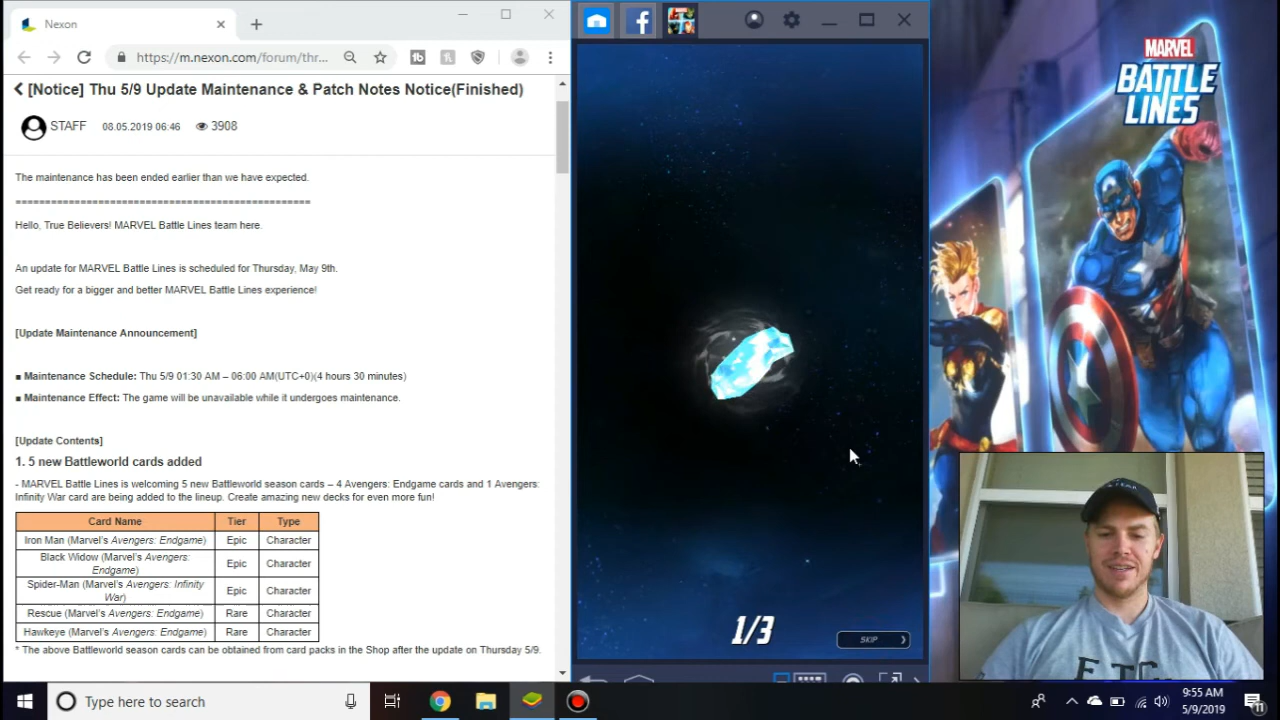 Nexon
https://m.nexon.com/forum/thr...
[Notice] Thu 5/9 Update Maintenance & Patch Notes Notice(Finished)
STAFF 08.05.2019 06:46 3908
The maintenance has been ended earlier than we have expected.
==================================================
Hello, True Believers! MARVEL Battle Lines team here.
An update for MARVEL Battle Lines is scheduled for Thursday, May 9th.
Get ready for a bigger and better MARVEL Battle Lines experience!
[Update Maintenance Announcement]
■ Maintenance Schedule: Thu 5/9 01:30 AM – 06:00 AM(UTC+0)(4 hours 30 minutes)
■ Maintenance Effect: The game will be unavailable while it undergoes maintenance.
[Update Contents]
1. 5 new Battleworld cards added
- MARVEL Battle Lines is welcoming 5 new Battleworld season cards – 4 Avengers: Endgame cards and 1 Avengers:
Infinity War card are being added to the lineup. Create amazing new decks for even more fun!
Card Name Tier Type
Iron Man (Marvel's Avengers: Endgame) Epic Character
Black Widow (Marvel's Avengers:
Endgame) Epic Character
Spider-Man (Marvel's Avengers: Infinity
War) Epic Character
Rescue (Marvel's Avengers: Endgame) Rare Character
Hawkeye (Marvel's Avengers: Endgame) Rare Character
* The above Battleworld season cards can be obtained from card packs in the Shop after the update on Thursday 5/9.
1/3
SKIP
MARVEL
BATTLE
LINES
Type here to search
9:55 AM
5/9/2019